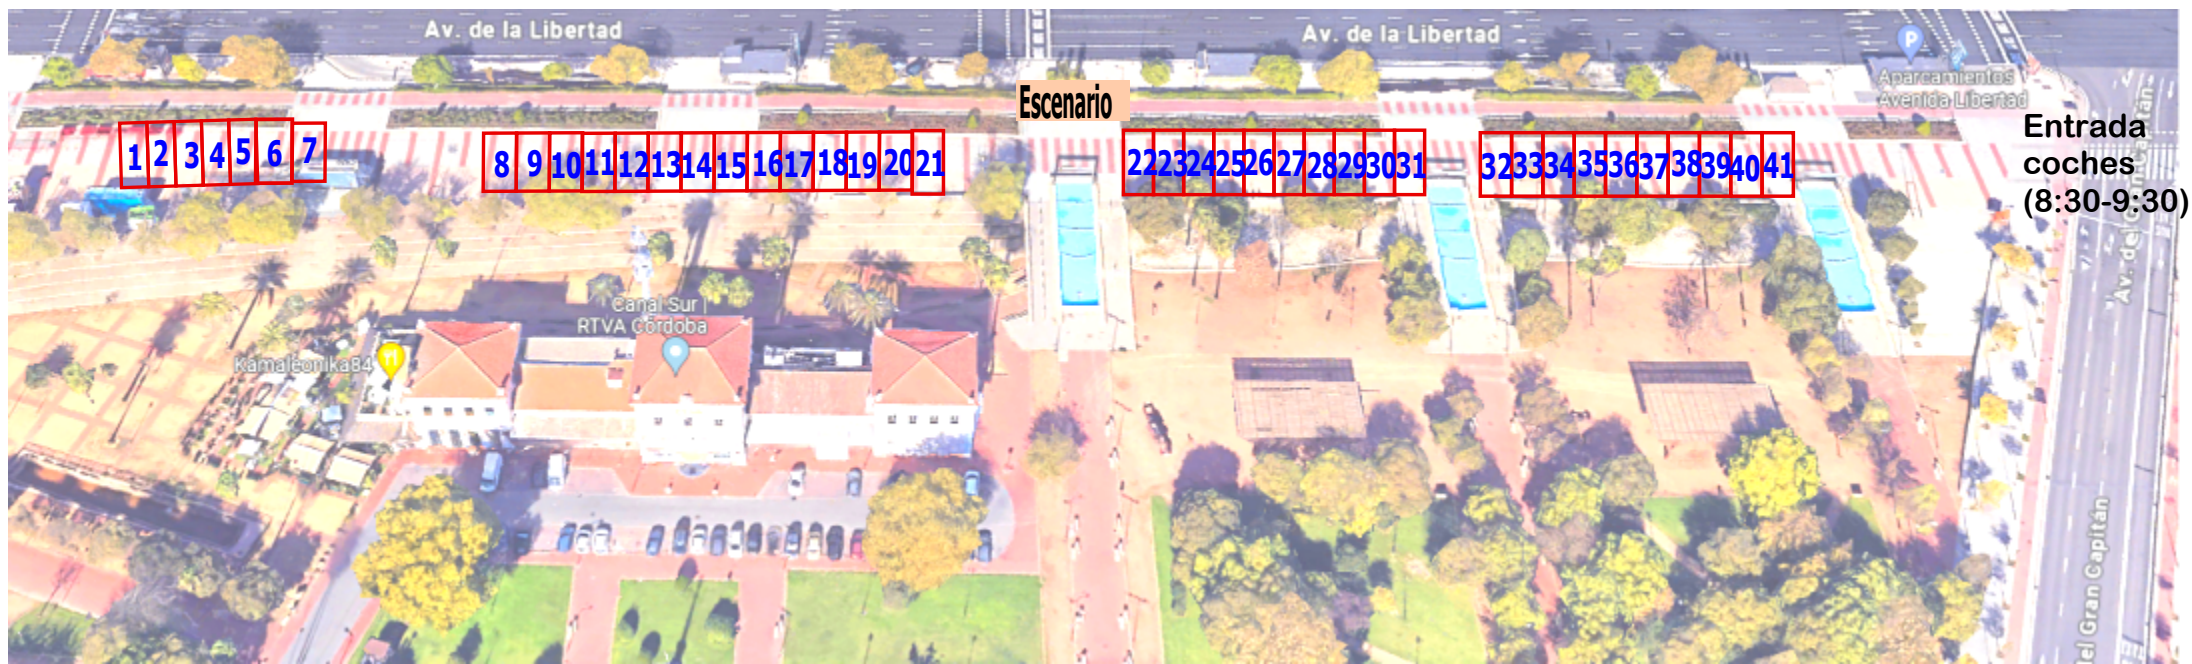 Av. de la Libertad
Av. de la Libertad
P
Aparcamientos
Avenida Libertad
Escenario
Entrada
coches
(8:30-9:30)
1 2 3 4 5 6 7
8 9 10 11 12 13 14 15 16 17 18 19 20 21
22 23 24 25 26 27 28 29 30 31
32 33 34 35 36 37 38 39 40 41
Av. del Gran Capitán
Canal Sur |
RTVA Córdoba
Kamaleonika84
el Gran Capitán